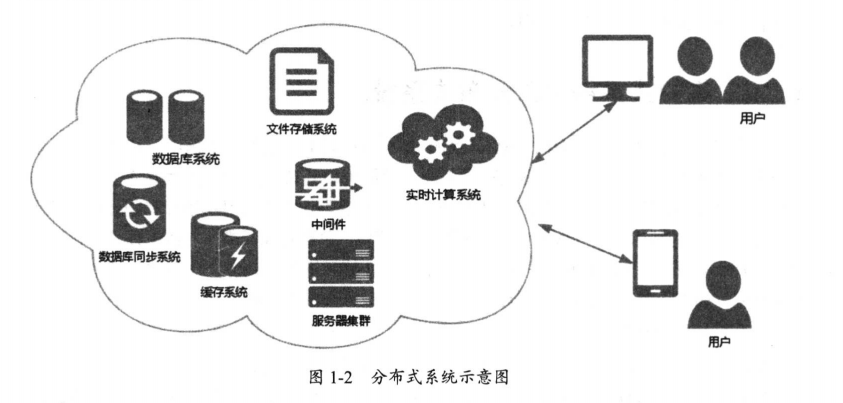 文件存储系统
用户
数据库系统
实时计算系统
中间件
数据库同步系统
缓存系统
服务器集群
用户
图 1-2 分布式系统示意图